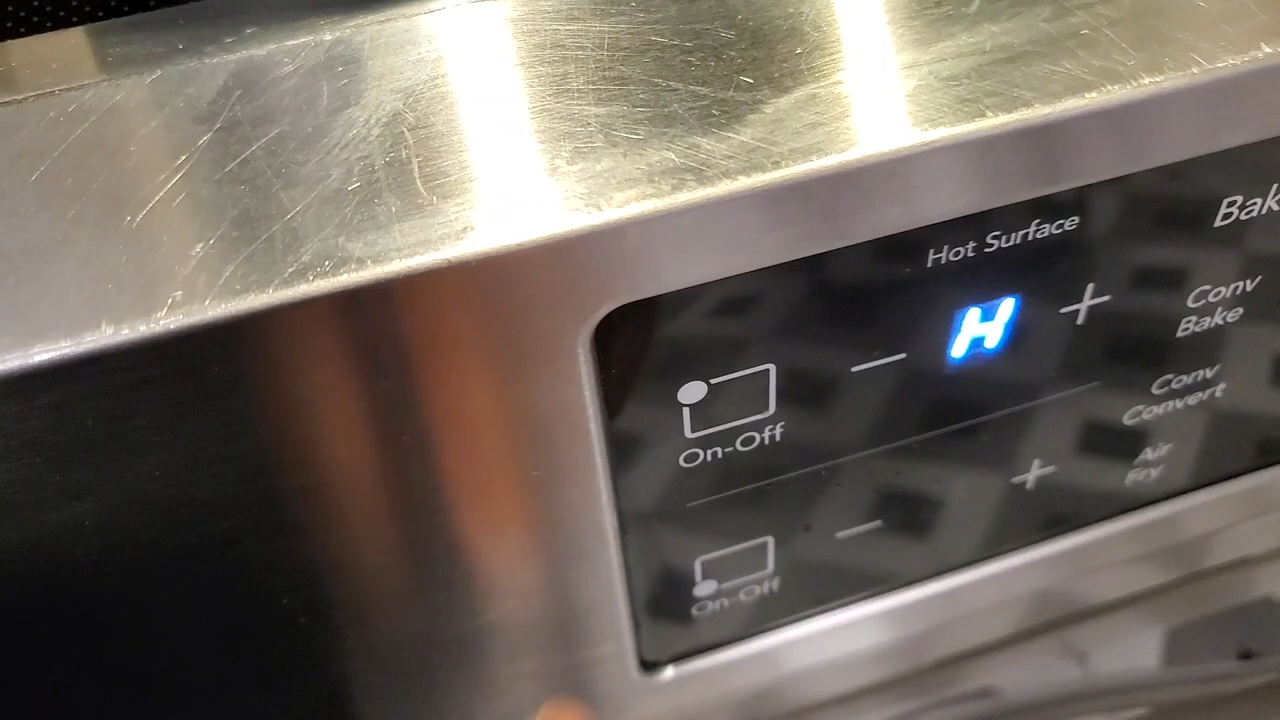 Hot Surface
Bak
H
+
Conv
Bake
−
Conv
Convert
On-Off
Air
Fry
+
−
On-Off